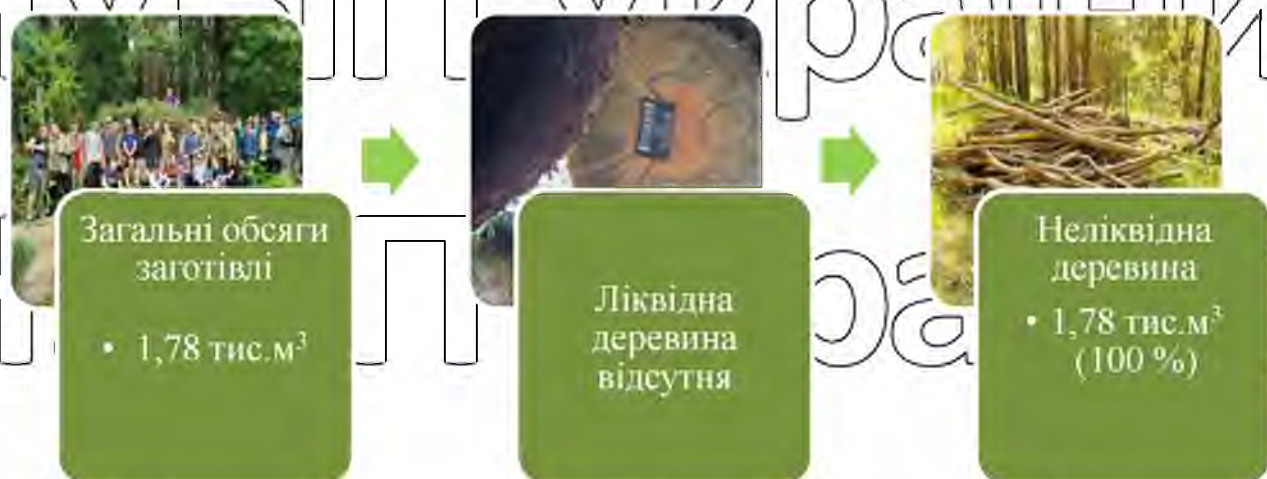 Загальні обсяги
заготівлі
• 1,78 тис.м³
Ліквідна
деревина
відсутня
Неліквідна
деревина
• 1,78 тис.м³
(100 %)